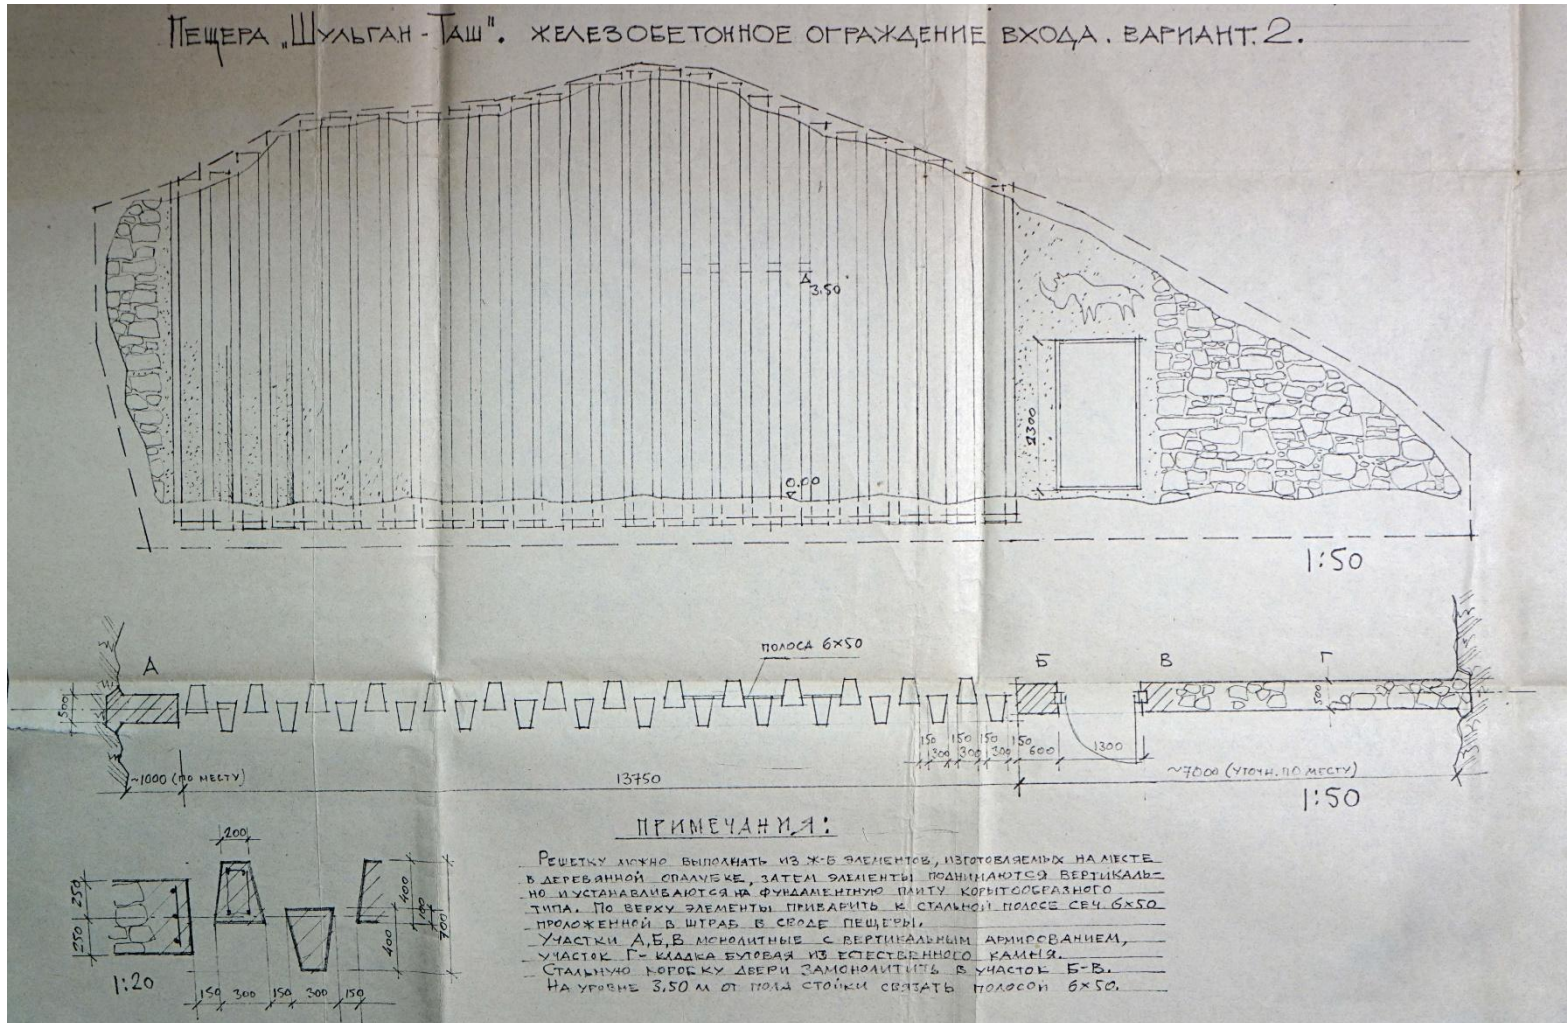 ПЕЩЕРА „ШУЛЬГАН-ТАШ". ЖЕЛЕЗОБЕТОННОЕ ОГРАЖДЕНИЕ ВХОДА. ВАРИАНТ. 2.
3.50
2300
0.00
1:50
ПОЛОСА 6×50
А
Б
В
Г
500
500
150 150 150 150
300 300 300 600 1300
~1000 (ПО МЕСТУ)
13750
~7000 (УТОЧН. ПО МЕСТУ)
1:50
200
250
250
400
100
400
700
1:20
150 300 150 300 150
ПРИМЕЧАНИЯ:
РЕШЕТКУ МОЖНО ВЫПОЛНАТЬ ИЗ Ж-Б ЭЛЕМЕНТОВ, ИЗГОТОВЛЯЕМЫХ НА МЕСТЕ
В ДЕРЕВЯННОЙ ОПАЛУБКЕ, ЗАТЕМ ЭЛЕМЕНТЫ ПОДНИМАЮТСЯ ВЕРТИКАЛЬ-
НО И УСТАНАВЛИВАЮТСЯ НА ФУНДАМЕНТНУЮ ПЛИТУ КОРЫТООБРАЗНОГО
ТИПА. ПО ВЕРХУ ЭЛЕМЕНТЫ ПРИВАРИТЬ К СТАЛЬНОЙ ПОЛОСЕ СЕЧ. 6×50
ПРОЛОЖЕННОЙ В ШТРАБ В СВОДЕ ПЕЩЕРЫ.
УЧАСТКИ А,Б,В МОНОЛИТНЫЕ С ВЕРТИКАЛЬНЫМ АРМИРОВАНИЕМ,
УЧАСТОК Г- КЛАДКА БУТОВАЯ ИЗ ЕСТЕСТВЕННОГО КАМНЯ.
СТАЛЬНУЮ КОРОБКУ ДВЕРИ ЗАМОНОЛИТИТЬ В УЧАСТОК Б-В.
НА УРОВНЕ 3.50 М ОТ ПОЛА СТОЙКИ СВЯЗАТЬ ПОЛОСОЙ 6×50.